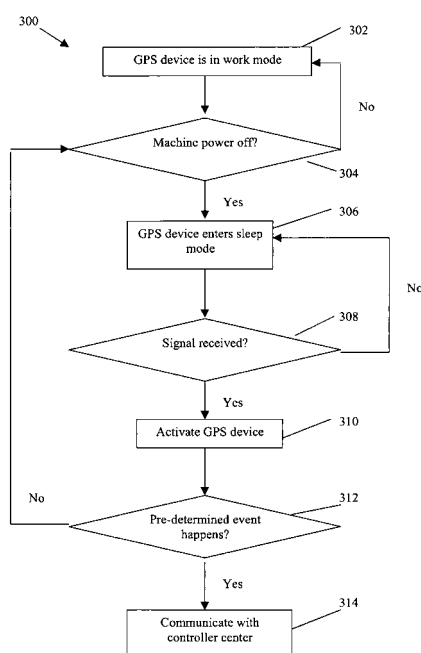 300
302
GPS device is in work mode
No
Machine power off?
304
Yes
306
GPS device enters sleep
mode
No
308
Signal received?
Yes
310
Activate GPS device
No
312
Pre-determined event
happens?
Yes
314
Communicate with
controller center